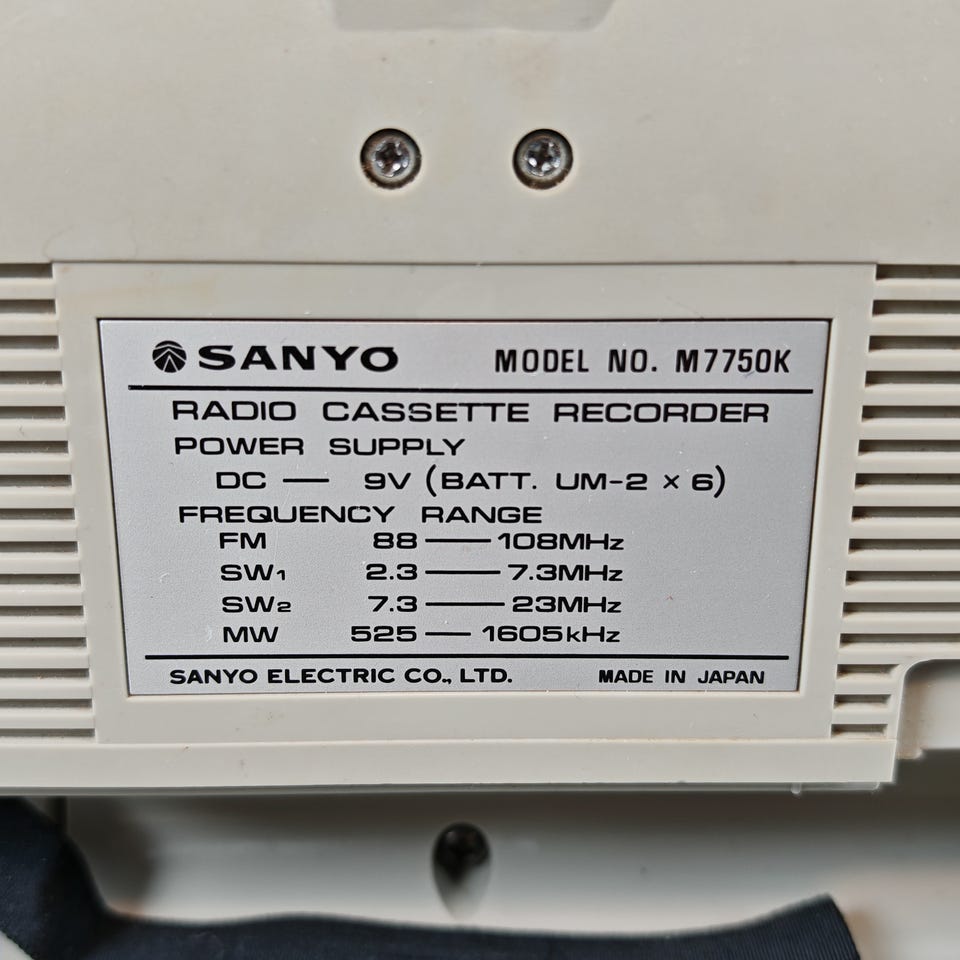 SANYO MODEL NO. M7750K
RADIO CASSETTE RECORDER
POWER SUPPLY
DC — 9V (BATT. UM-2 × 6)
FREQUENCY RANGE
FM 88 — 108MHz
SW1 2.3 — 7.3MHz
SW2 7.3 — 23MHz
MW 525 — 1605kHz
SANYO ELECTRIC CO., LTD. MADE IN JAPAN